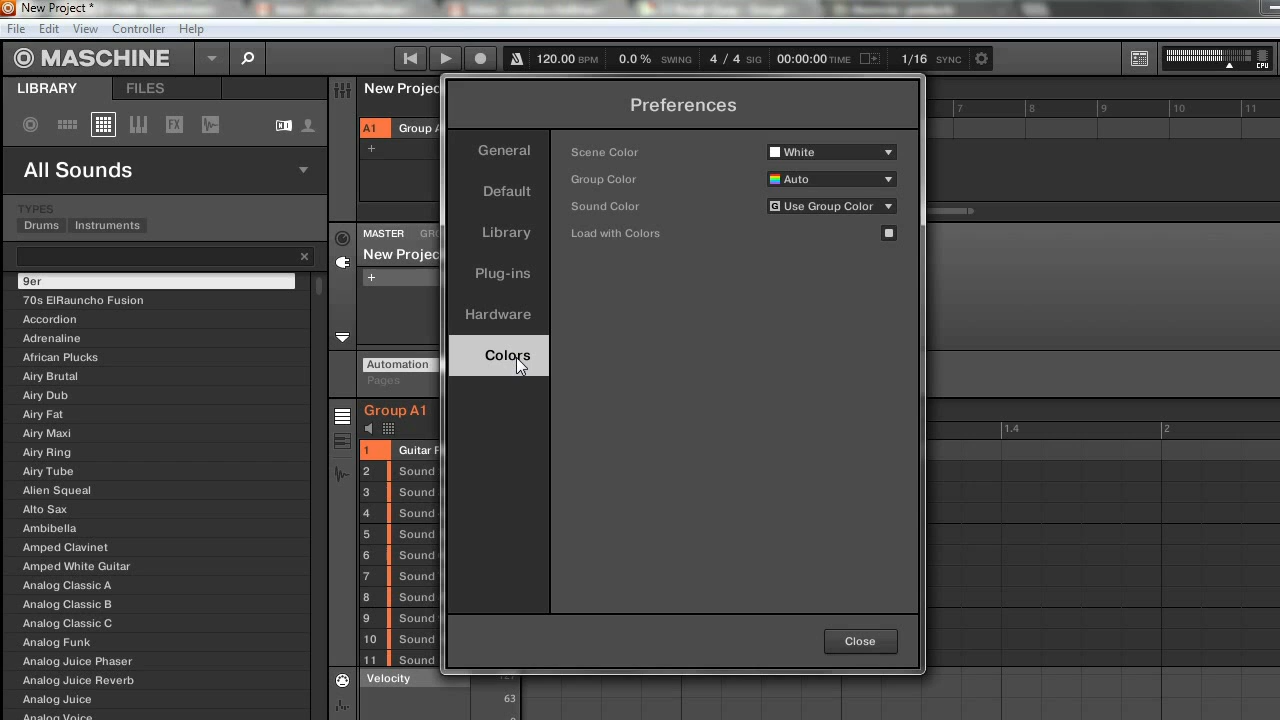 New Project *
File Edit View Controller Help
MASCHINE
120.00 BPM 0.0 % SWING 4 / 4 SIG 00:00:00 TIME 1/16 SYNC CPU
LIBRARY FILES
All Sounds
TYPES
Drums Instruments
9er
70s ElRauncho Fusion
Accordion
Adrenaline
African Plucks
Airy Brutal
Airy Dub
Airy Fat
Airy Maxi
Airy Ring
Airy Tube
Alien Squeal
Alto Sax
Ambibella
Amped Clavinet
Amped White Guitar
Analog Classic A
Analog Classic B
Analog Classic C
Analog Funk
Analog Juice Phaser
Analog Juice Reverb
Analog Juice
Analog Voice
New Projec
7 8 9 10 11
A1 Group A
+
MASTER GR
New Projec
+
Automation
Pages
Group A1
1.4 2
1 Guitar F
2 Sound
3 Sound
4 Sound
5 Sound
6 Sound
7 Sound
8 Sound
9 Sound
10 Sound
11 Sound
Velocity 127
63
Preferences
General
Default
Library
Plug-ins
Hardware
Colors
Scene Color White
Group Color Auto
Sound Color G Use Group Color
Load with Colors
Close